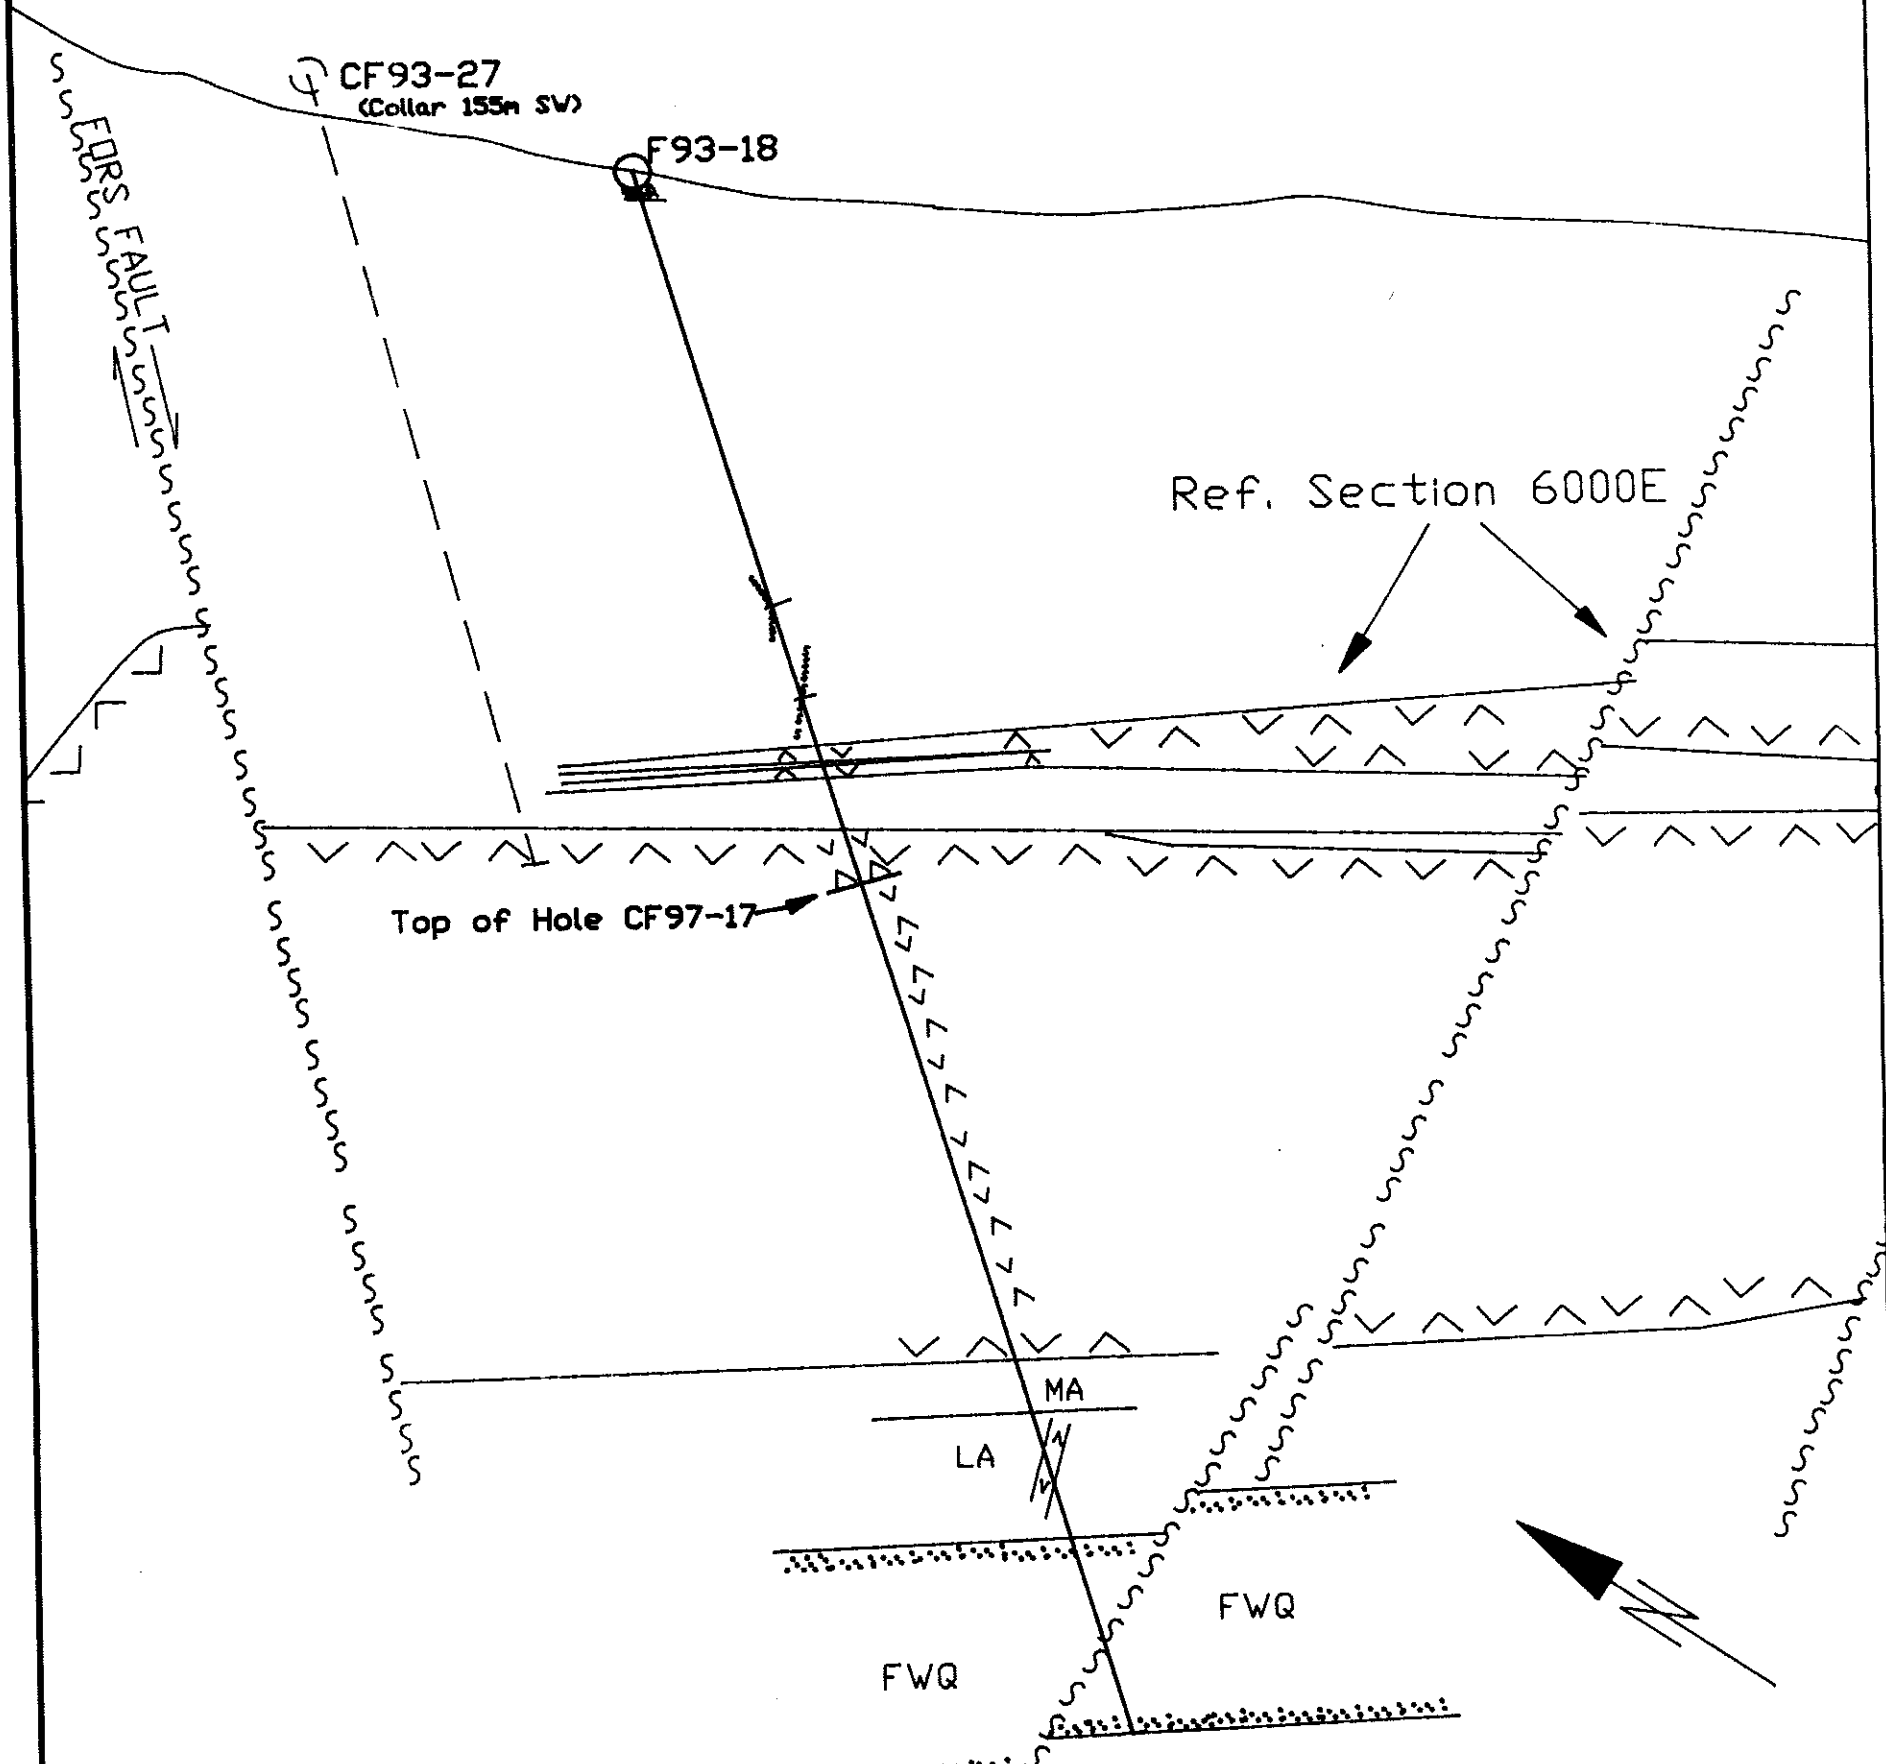 CF93-27
(Collar 155m SW)
F93-18
FORS FAULT
Ref. Section 6000E
Top of Hole CF97-17
MA
LA
FWQ
FWQ
N